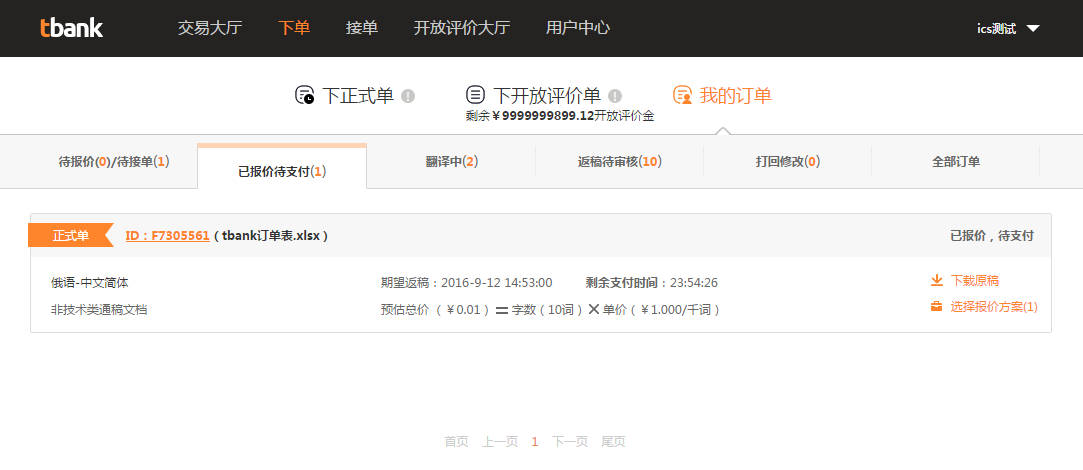 tbank 交易大厅 下单 接单 开放评价大厅 用户中心 ics测试
下正式单 下开放评价单 我的订单
剩余￥9999999899.12开放评价金
待报价(0)/待接单(1) 已报价待支付(1) 翻译中(2) 返稿待审核(10) 打回修改(0) 全部订单
正式单 ID：F7305561 ( tbank订单表.xlsx ) 已报价，待支付
俄语-中文简体 期望返稿：2016-9-12 14:53:00 剩余支付时间：23:54:26 下载原稿
非技术类通稿文档 预估总价 （￥0.01）= 字数（10词）× 单价（￥1.000/千词） 选择报价方案(1)
首页 上一页 1 下一页 尾页